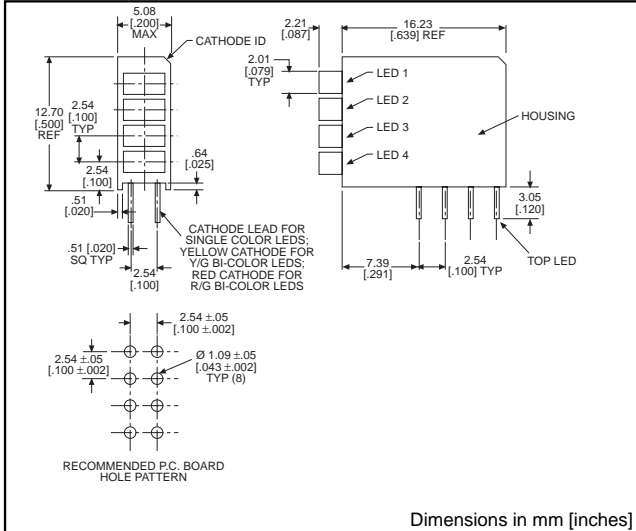 5.08
[.200]
MAX
CATHODE ID
2.54
[.100]
TYP
12.70
[.500]
REF
2.54
[.100]
.64
[.025]
.51
[.020]
.51 [.020]
SQ TYP
2.54
[.100]
CATHODE LEAD FOR
SINGLE COLOR LEDS;
YELLOW CATHODE FOR
Y/G BI-COLOR LEDS;
RED CATHODE FOR
R/G BI-COLOR LEDS
2.21
[.087]
16.23
[.639] REF
2.01
[.079]
TYP
LED 1
LED 2
LED 3
LED 4
HOUSING
3.05
[.120]
TOP LED
7.39
[.291]
2.54
[.100] TYP
2.54 ±.05
[.100 ±.002]
2.54 ±.05
[.100 ±.002]
Ø 1.09 ±.05
[.043 ±.002]
TYP (8)
RECOMMENDED P.C. BOARD
HOLE PATTERN
Dimensions in mm [inches]